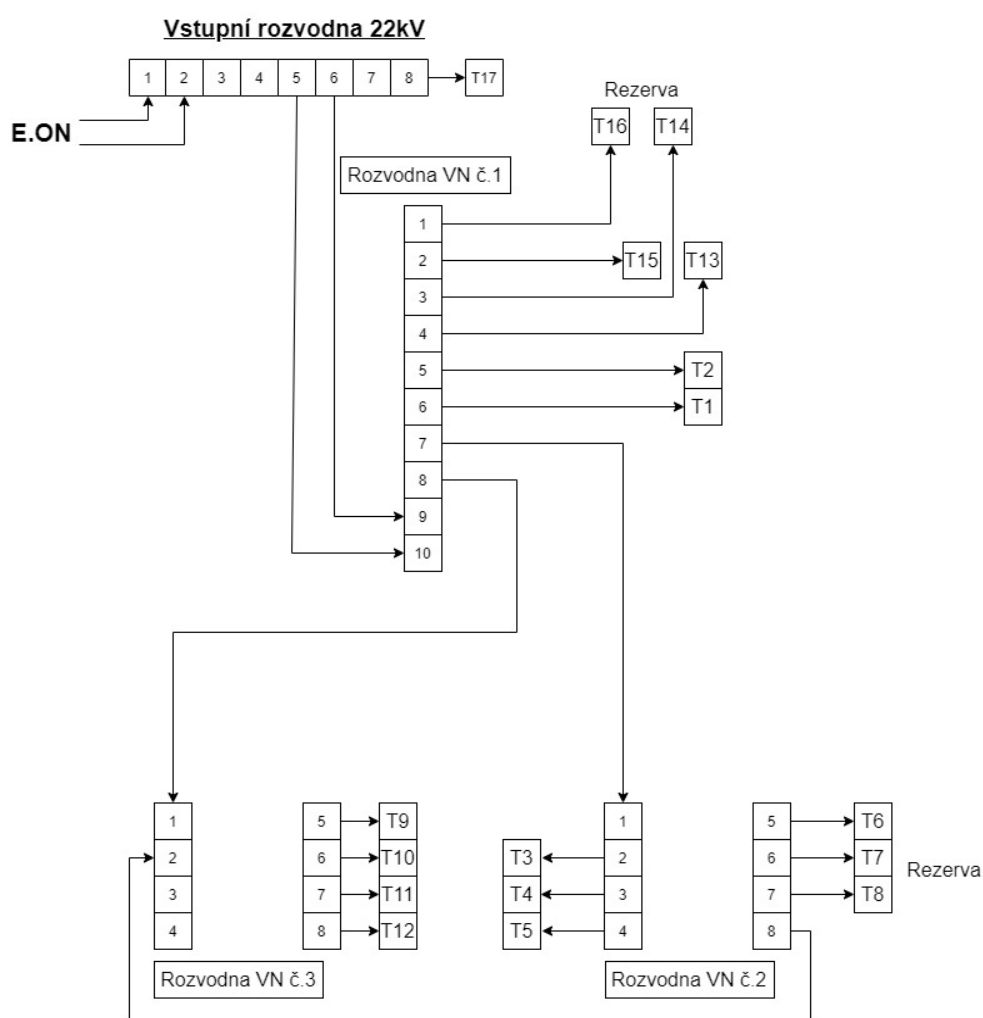 Vstupní rozvodna 22kV
1 2 3 4 5 6 7 8 T17
E.ON
Rezerva
T16 T14
Rozvodna VN č.1
1
2 T15 T13
3
4
5 T2
6 T1
7
8
9
10
1 5 T9 1 5 T6
2 6 T10 T3 2 6 T7
Rezerva
3 7 T11 T4 3 7 T8
4 8 T12 T5 4 8
Rozvodna VN č.3 Rozvodna VN č.2